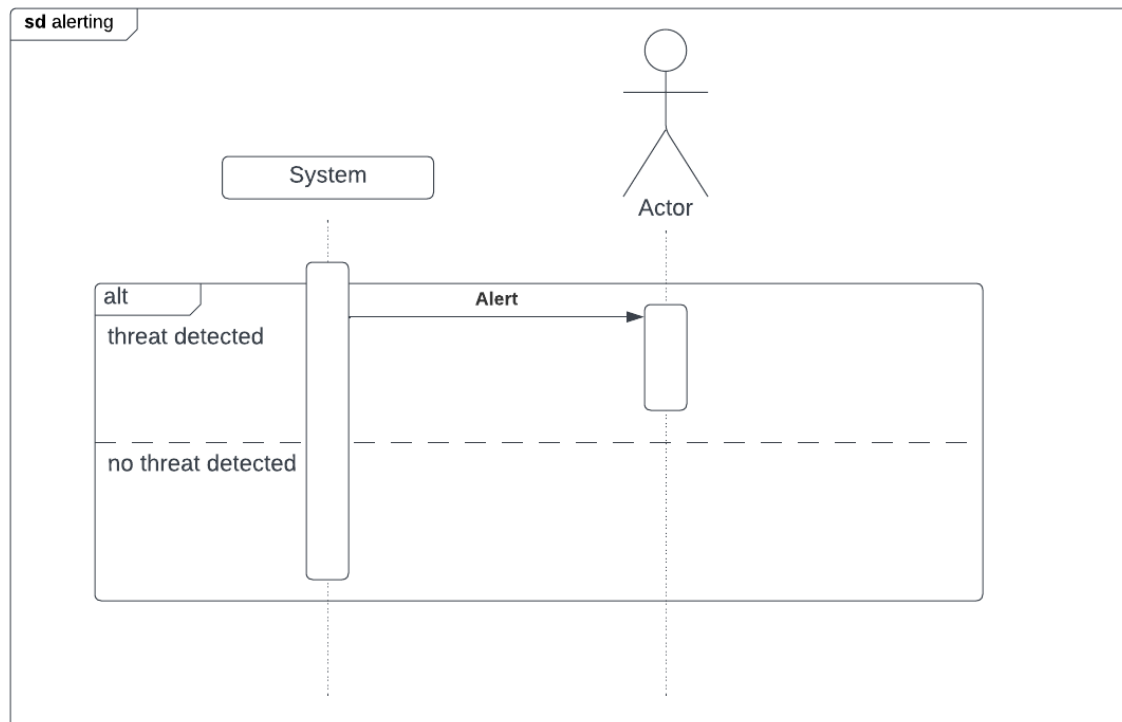 sd alerting
System
Actor
alt
Alert
threat detected
no threat detected